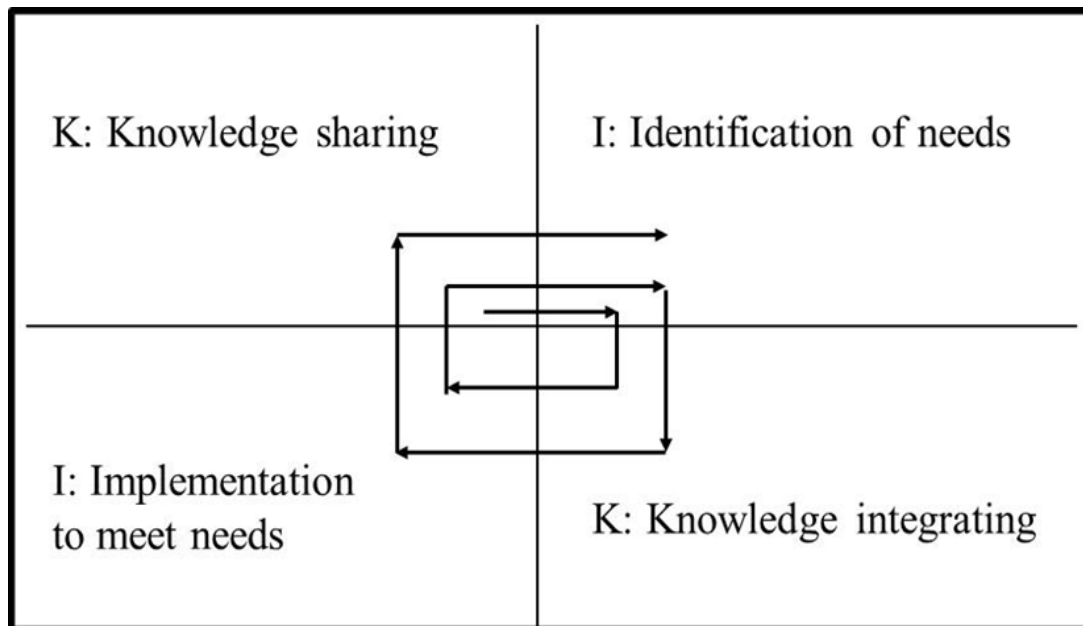 K: Knowledge sharing
I: Identification of needs
I: Implementation
to meet needs
K: Knowledge integrating